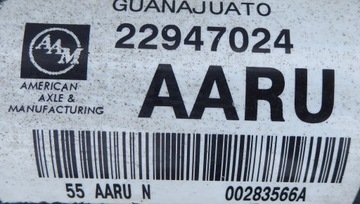 GUANAJUATO
22947024
AAM
AMERICAN
AXLE &
MANUFACTURING
AARU
55 AARU N
00283566A